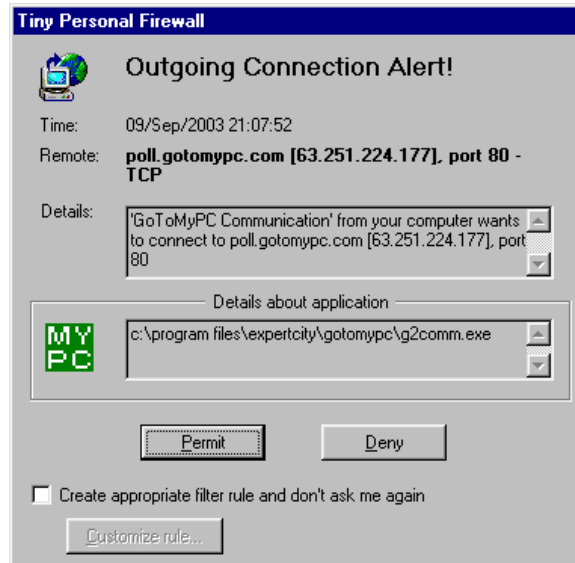 Tiny Personal Firewall
Outgoing Connection Alert!
Time: 09/Sep/2003 21:07:52
Remote: poll.gotomypc.com [63.251.224.177], port 80 -
TCP
Details: 'GoToMyPC Communication' from your computer wants
to connect to poll.gotomypc.com [63.251.224.177], port
80
Details about application
MY
PC
c:\program files\expertcity\gotomypc\g2comm.exe
Permit Deny
Create appropriate filter rule and don't ask me again
Customize rule...